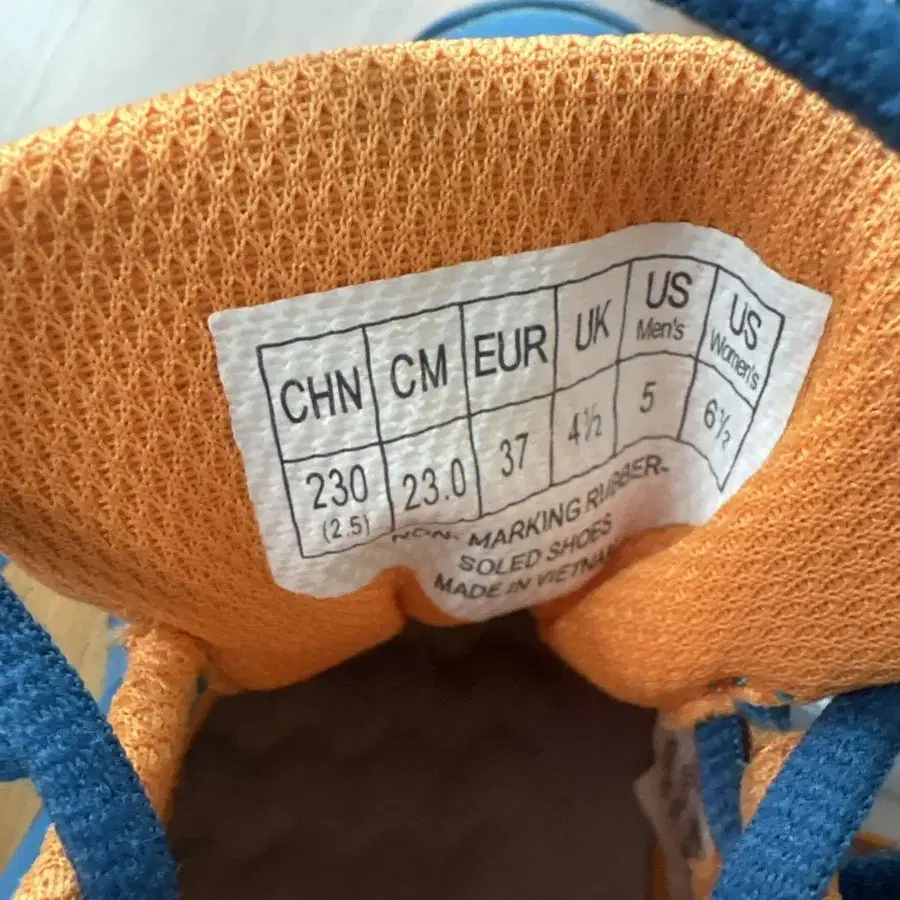 CHN CM EUR UK US Men's US Women's
230 (2.5) 23.0 37 4½ 5 6½
NON- MARKING RUBBER-
SOLED SHOES
MADE IN VIETNAM